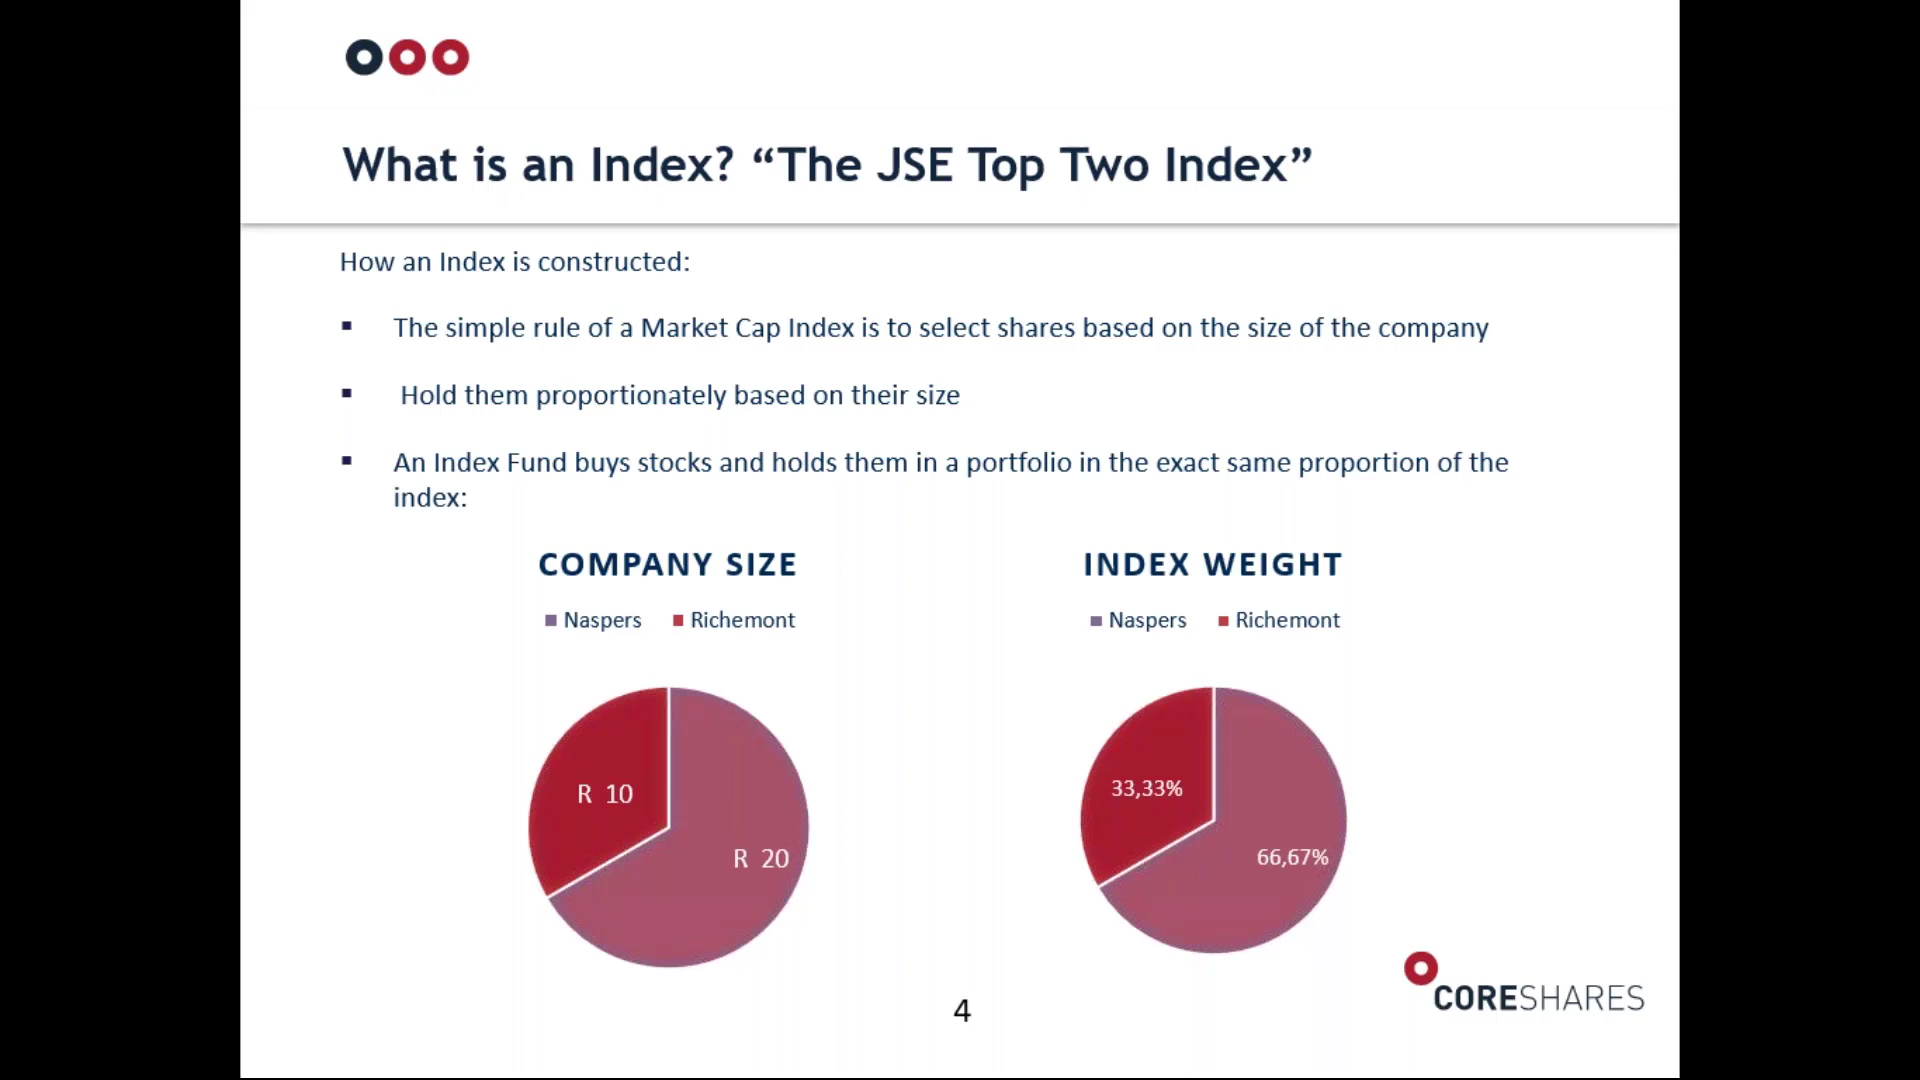 What is an Index? “The JSE Top Two Index”
How an Index is constructed:
▪ The simple rule of a Market Cap Index is to select shares based on the size of the company
▪ Hold them proportionately based on their size
▪ An Index Fund buys stocks and holds them in a portfolio in the exact same proportion of the
index:
COMPANY SIZE
Naspers Richemont
R 10
R 20
INDEX WEIGHT
Naspers Richemont
33,33%
66,67%
4
CORESHARES